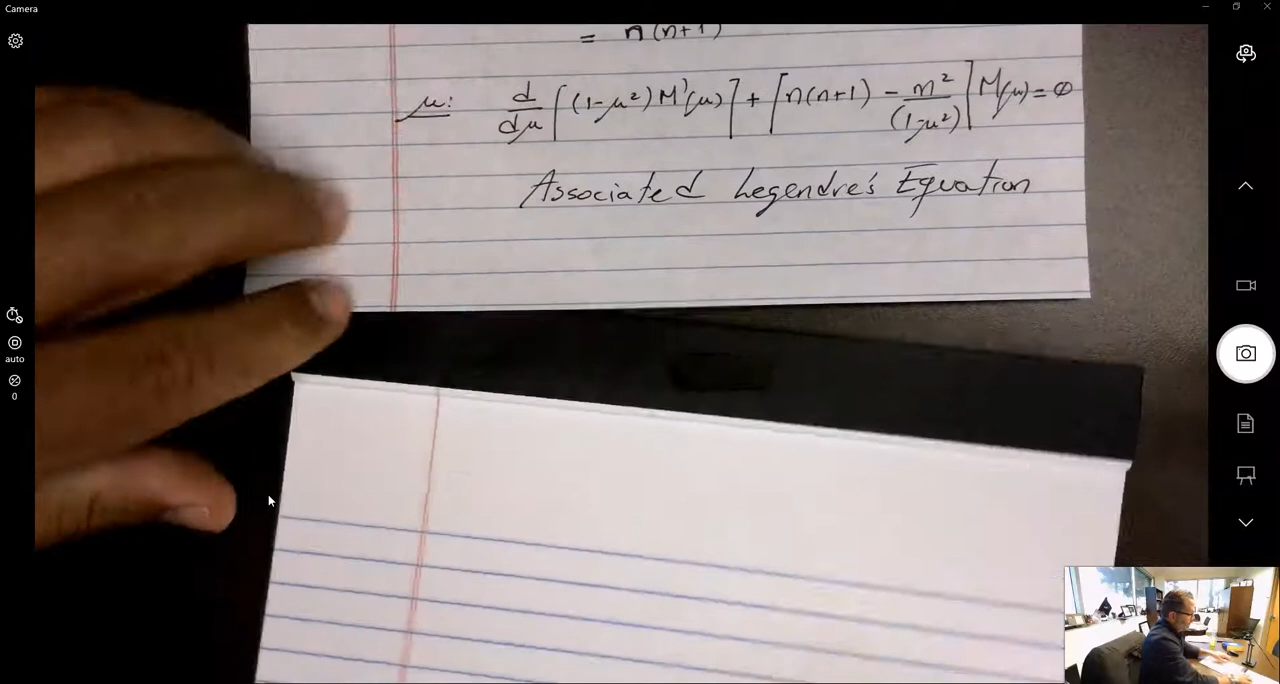 Camera
= n(n+1)
μ: d/dμ [(1-μ²) M'(μ)] + [n(n+1) - m²/(1-μ²)] M(μ) = 0
Associated Legendre's Equation
auto
0